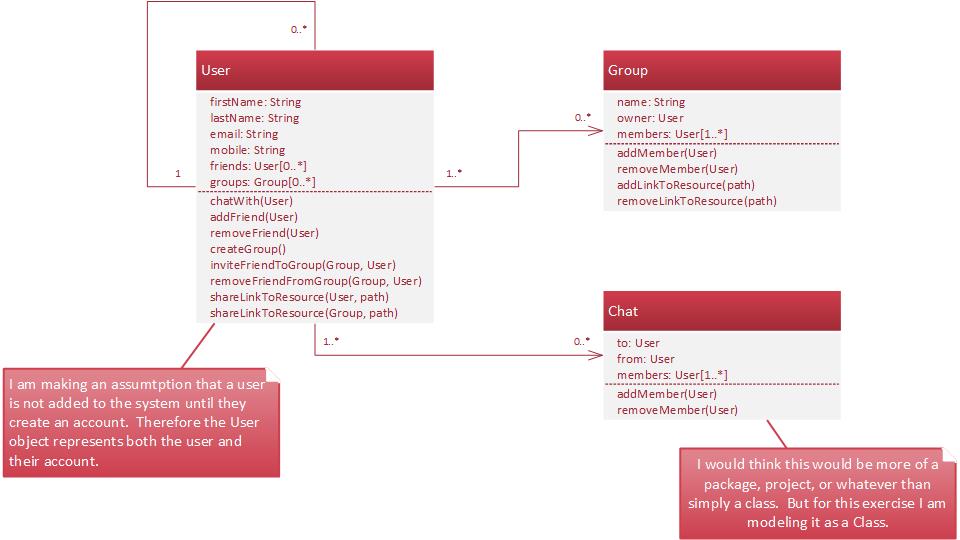 0..*
User
firstName: String
lastName: String
email: String
mobile: String
friends: User[0..*]
groups: Group[0..*]
chatWith(User)
addFriend(User)
removeFriend(User)
createGroup()
inviteFriendToGroup(Group, User)
removeFriendFromGroup(Group, User)
shareLinkToResource(User, path)
shareLinkToResource(Group, path)
1
1..*
0..*
Group
name: String
owner: User
members: User[1..*]
addMember(User)
removeMember(User)
addLinkToResource(path)
removeLinkToResource(path)
1..*
0..*
Chat
to: User
from: User
members: User[1..*]
addMember(User)
removeMember(User)
I am making an assumtption that a user
is not added to the system until they
create an account.  Therefore the User
object represents both the user and
their account.
I would think this would be more of a
package, project, or whatever than
simply a class.  But for this exercise I am
modeling it as a Class.